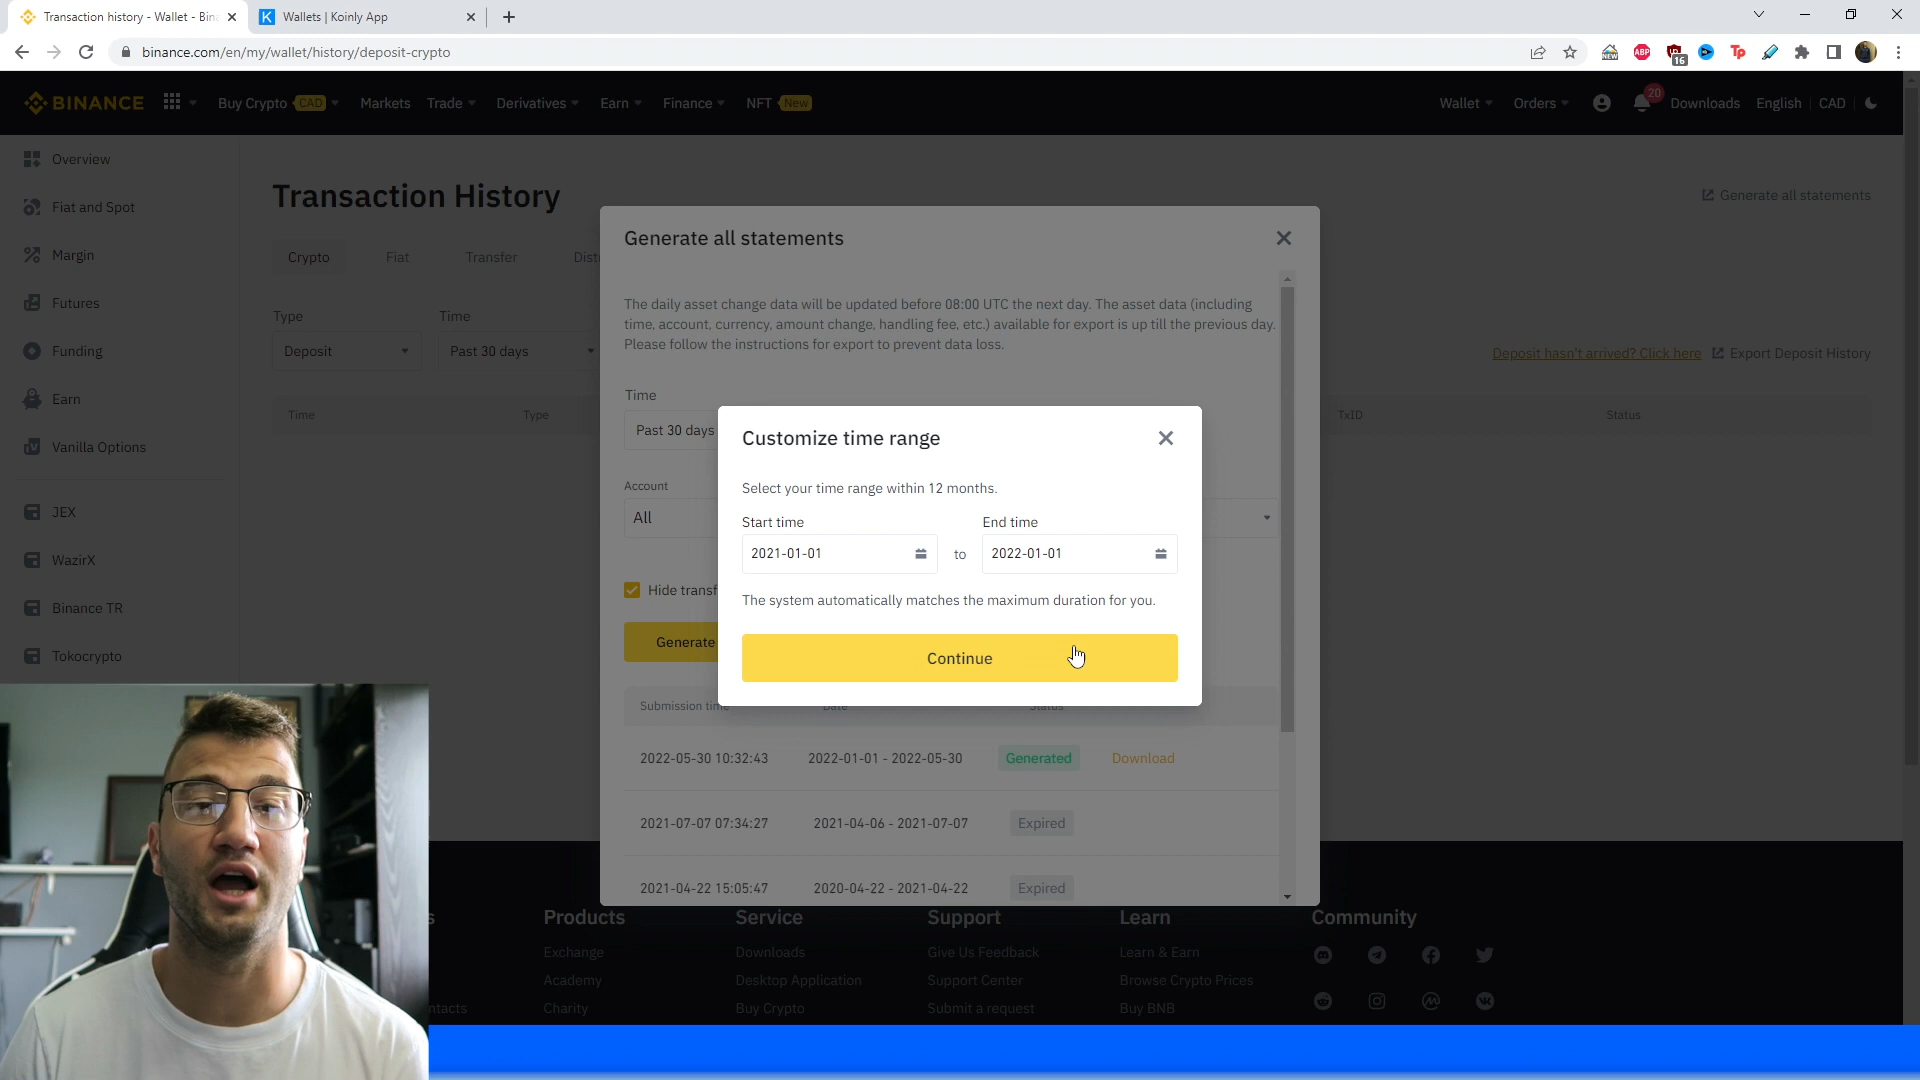 Transaction history - Wallet - Bin
Wallets | Koinly App
binance.com/en/my/wallet/history/deposit-crypto
NEW
ABP
16
Tp
BINANCE
Buy Crypto CAD
Markets
Trade
Derivatives
Earn
Finance
NFT New
Wallet
Orders
20
Downloads
English
CAD
Overview
Fiat and Spot
Margin
Futures
Funding
Earn
Vanilla Options
JEX
WazirX
Binance TR
Tokocrypto
Transaction History
Generate all statements
Crypto
Fiat
Transfer
Dist
Type
Time
Deposit
Past 30 days
Deposit hasn't arrived? Click here
Export Deposit History
Time
Type
TxID
Status
Generate all statements
The daily asset change data will be updated before 08:00 UTC the next day. The asset data (including
time, account, currency, amount change, handling fee, etc.) available for export is up till the previous day.
Please follow the instructions for export to prevent data loss.
Time
Past 30 days
Account
All
Hide transf
Generate
Customize time range
Select your time range within 12 months.
Start time
End time
2021-01-01
to
2022-01-01
The system automatically matches the maximum duration for you.
Continue
Submission time
Date
Status
2022-05-30 10:32:43
2022-01-01 - 2022-05-30
Generated
Download
2021-07-07 07:34:27
2021-04-06 - 2021-07-07
Expired
2021-04-22 15:05:47
2020-04-22 - 2021-04-22
Expired
s
ntacts
Products
Exchange
Academy
Charity
Service
Downloads
Desktop Application
Buy Crypto
Support
Give Us Feedback
Support Center
Submit a request
Learn
Learn & Earn
Browse Crypto Prices
Buy BNB
Community